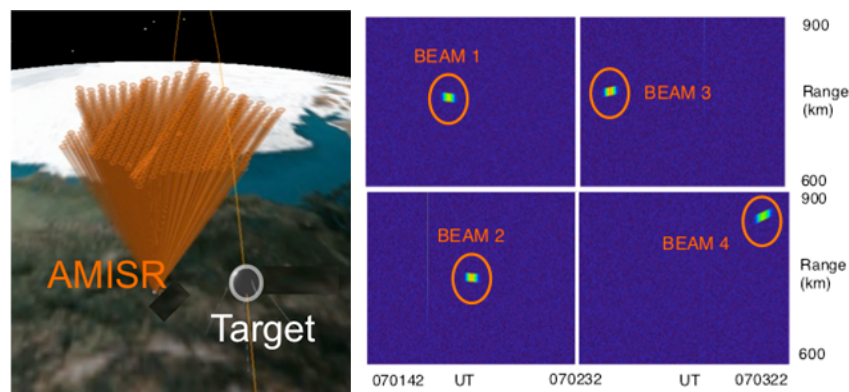 AMISR
Target
BEAM 1
BEAM 3
900
Range
(km)
600
BEAM 2
BEAM 4
900
Range
(km)
600
070142 UT 070232 UT 070322